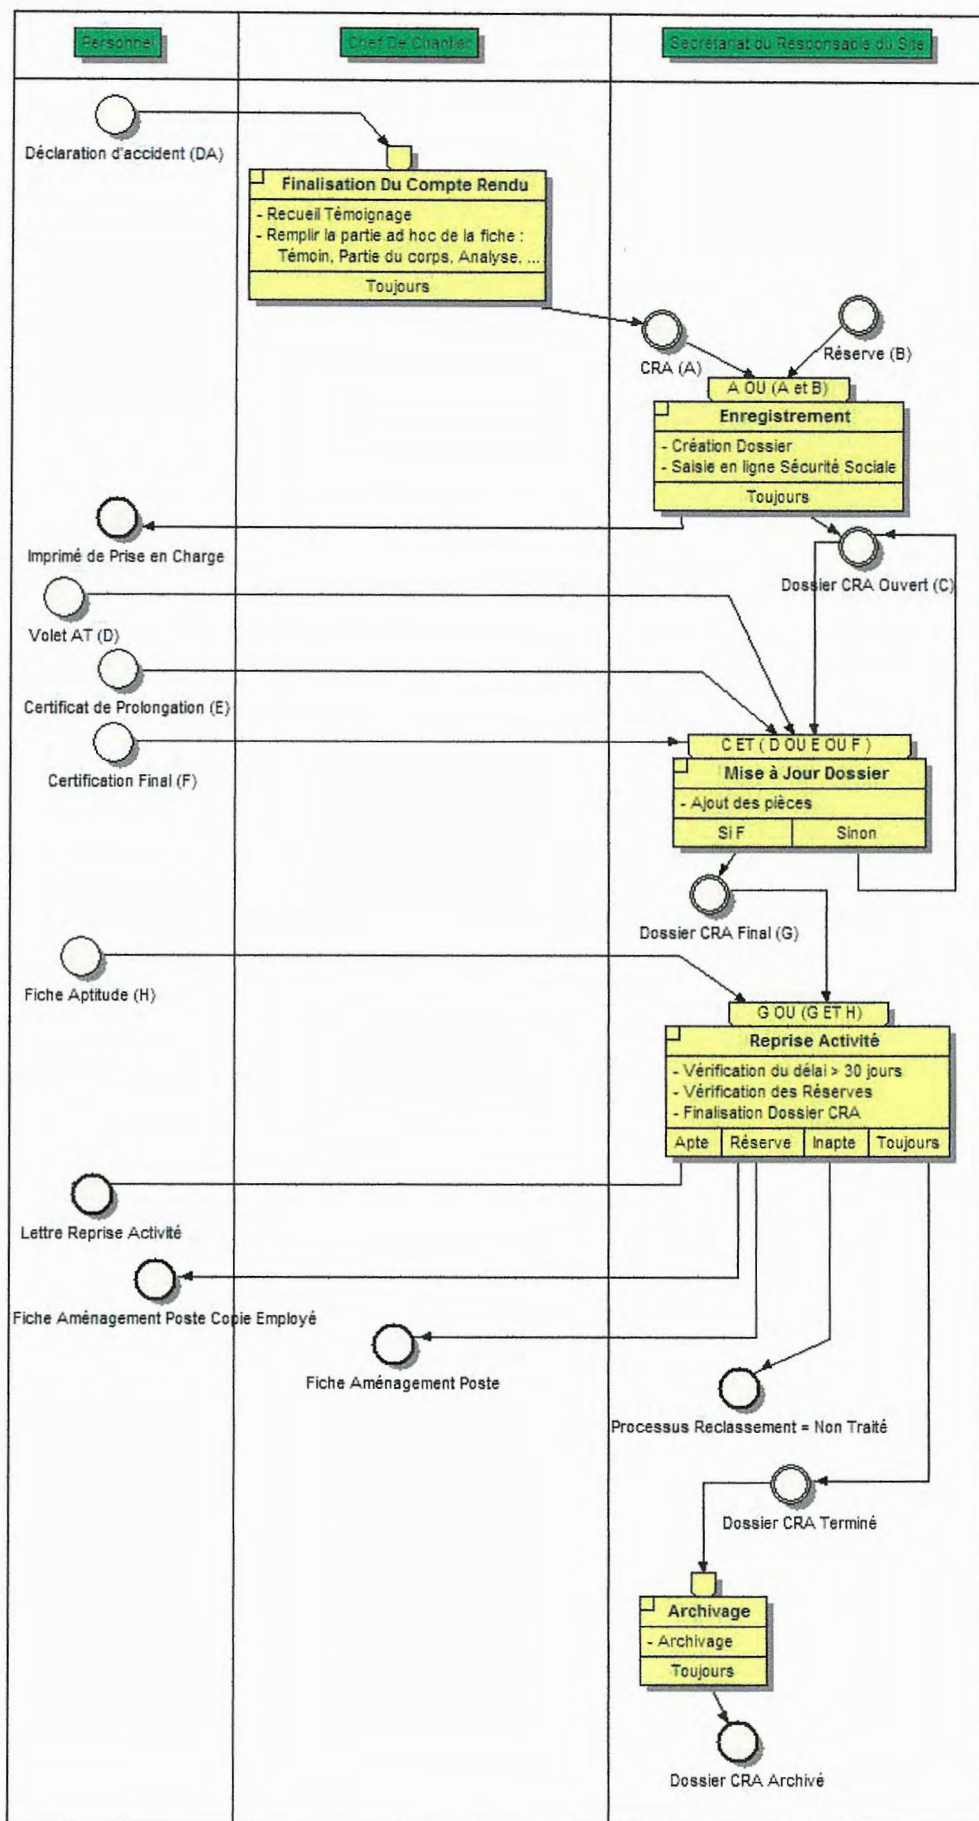 Personnel
Chef De Chantier
Secrétariat du Responsable du Site
Déclaration d'accident (DA)
Finalisation Du Compte Rendu
- Recueil Témoignage
- Remplir la partie ad hoc de la fiche :
Témoin, Partie du corps, Analyse, ...
Toujours
CRA (A)
Réserve (B)
A OU (A et B)
Enregistrement
- Création Dossier
- Saisie en ligne Sécurité Sociale
Toujours
Imprimé de Prise en Charge
Dossier CRA Ouvert (C)
Volet AT (D)
Certificat de Prolongation (E)
Certification Final (F)
C ET ( D OU E OU F )
Mise à Jour Dossier
- Ajout des pièces
Si F
Sinon
Dossier CRA Final (G)
Fiche Aptitude (H)
G OU (G ET H)
Reprise Activité
- Vérification du délai > 30 jours
- Vérification des Réserves
- Finalisation Dossier CRA
Apte
Réserve
Inapte
Toujours
Lettre Reprise Activité
Fiche Aménagement Poste Copie Employé
Fiche Aménagement Poste
Processus Reclassement = Non Traité
Dossier CRA Terminé
Archivage
- Archivage
Toujours
Dossier CRA Archivé